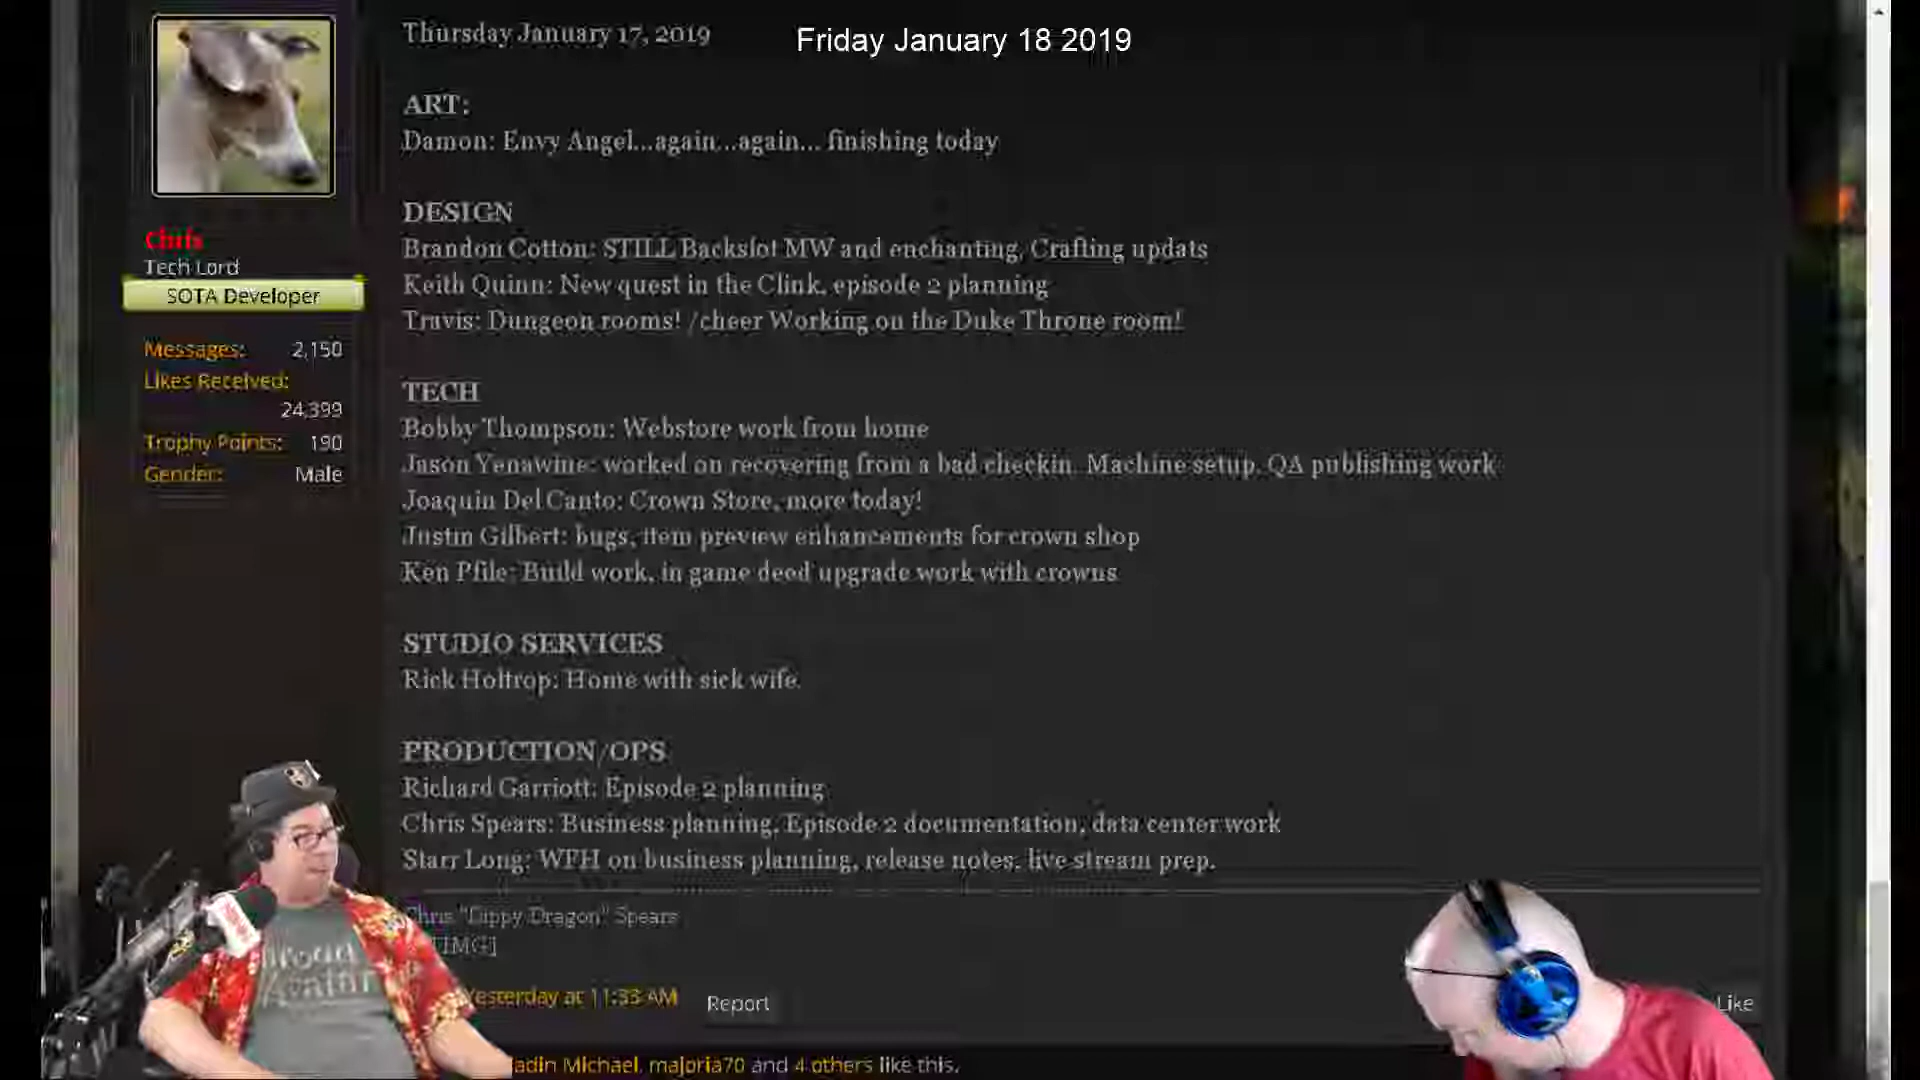 Thursday January 17, 2019
Friday January 18 2019
ART:
Damon: Envy Angel...again...again... finishing today
DESIGN
Brandon Cotton: STILL Backslot MW and enchanting, Crafting updats
Keith Quinn: New quest in the Clink, episode 2 planning
Travis: Dungeon rooms! /cheer Working on the Duke Throne room!
TECH
Bobby Thompson: Webstore work from home
Jason Yenawine: worked on recovering from a bad checkin. Machine setup, QA publishing work
Joaquin Del Canto: Crown Store, more today!
Justin Gilbert: bugs, item preview enhancements for crown shop
Ken Pfile: Build work, in game deed upgrade work with crowns
STUDIO SERVICES
Rick Holtrop: Home with sick wife.
PRODUCTION/OPS
Richard Garriott: Episode 2 planning
Chris Spears: Business planning, Episode 2 documentation, data center work
Starr Long: WFH on business planning, release notes, live stream prep.
Chris
Tech Lord
SOTA Developer
Messages: 2,150
Likes Received:
24,399
Trophy Points: 190
Gender: Male
Chris "Dippy Dragon" Spears
[IMG]
Yesterday at 11:33 AM Report Like
Michael, majoria70 and 4 others like this.